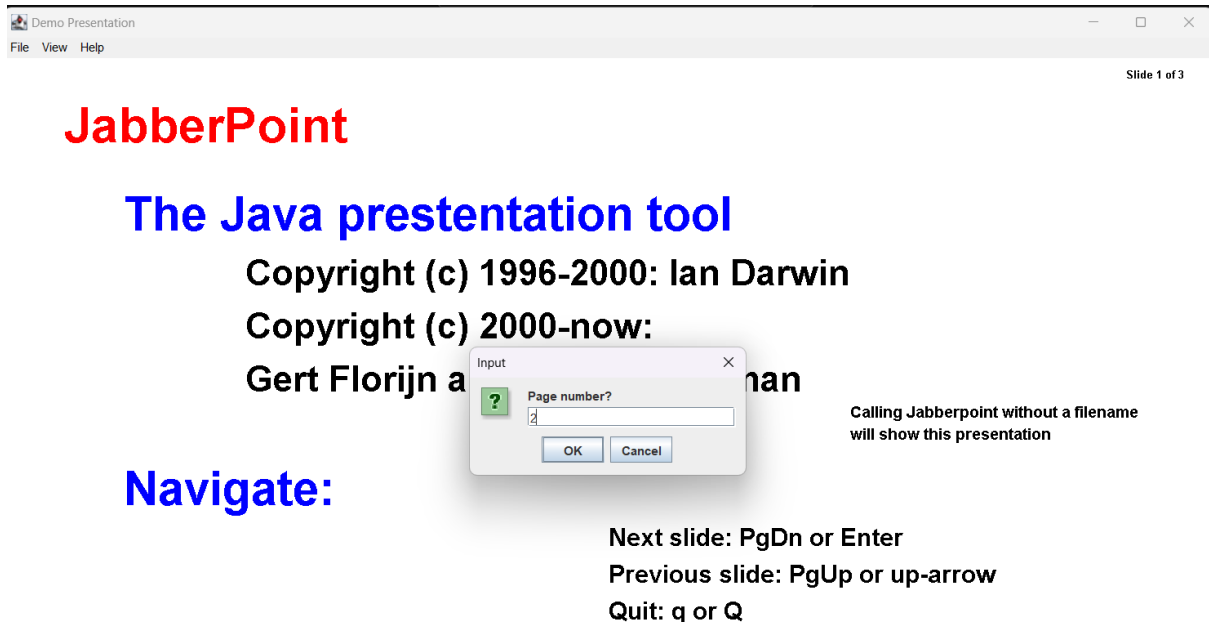 Demo Presentation
File View Help
Slide 1 of 3
JabberPoint
The Java prestentation tool
Copyright (c) 1996-2000: Ian Darwin
Copyright (c) 2000-now:
Gert Florijn a
Input
Page number?
2
OK Cancel
Calling Jabberpoint without a filename
will show this presentation
Navigate:
Next slide: PgDn or Enter
Previous slide: PgUp or up-arrow
Quit: q or Q